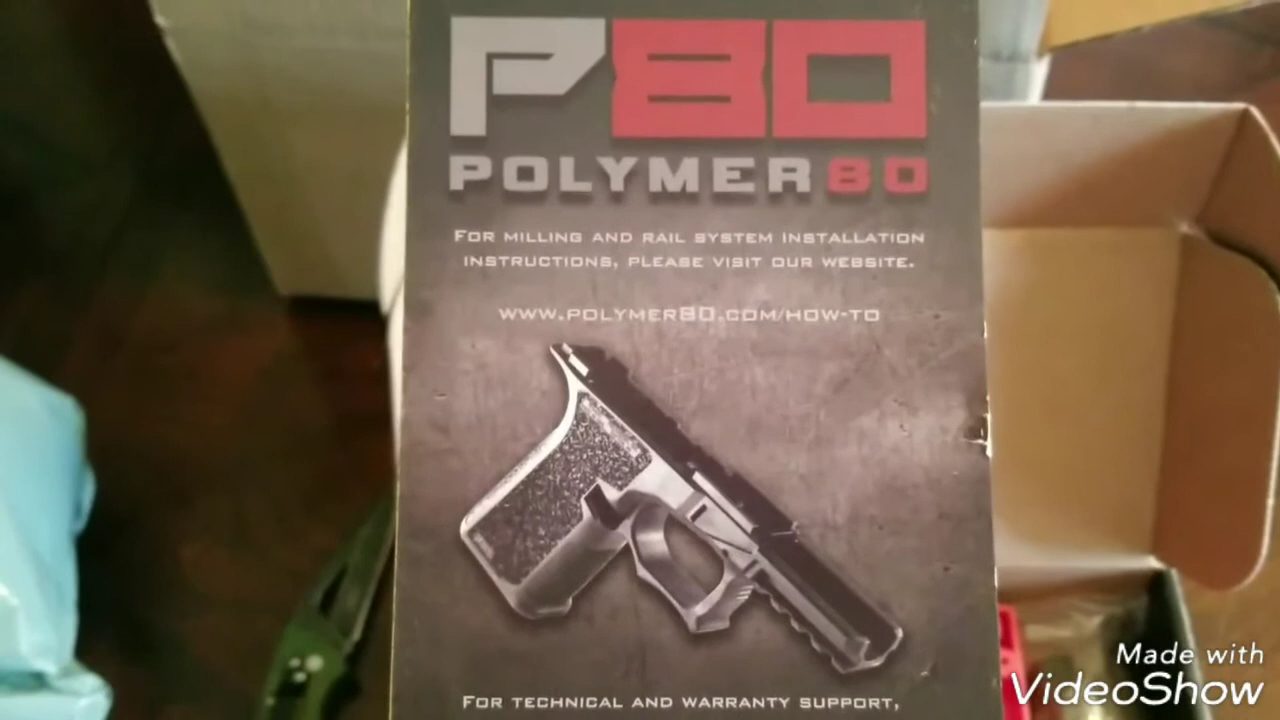 P80
POLYMER80
FOR MILLING AND RAIL SYSTEM INSTALLATION
INSTRUCTIONS, PLEASE VISIT OUR WEBSITE.
WWW.POLYMER80.COM/HOW-TO
FOR TECHNICAL AND WARRANTY SUPPORT,
Made with
VideoShow